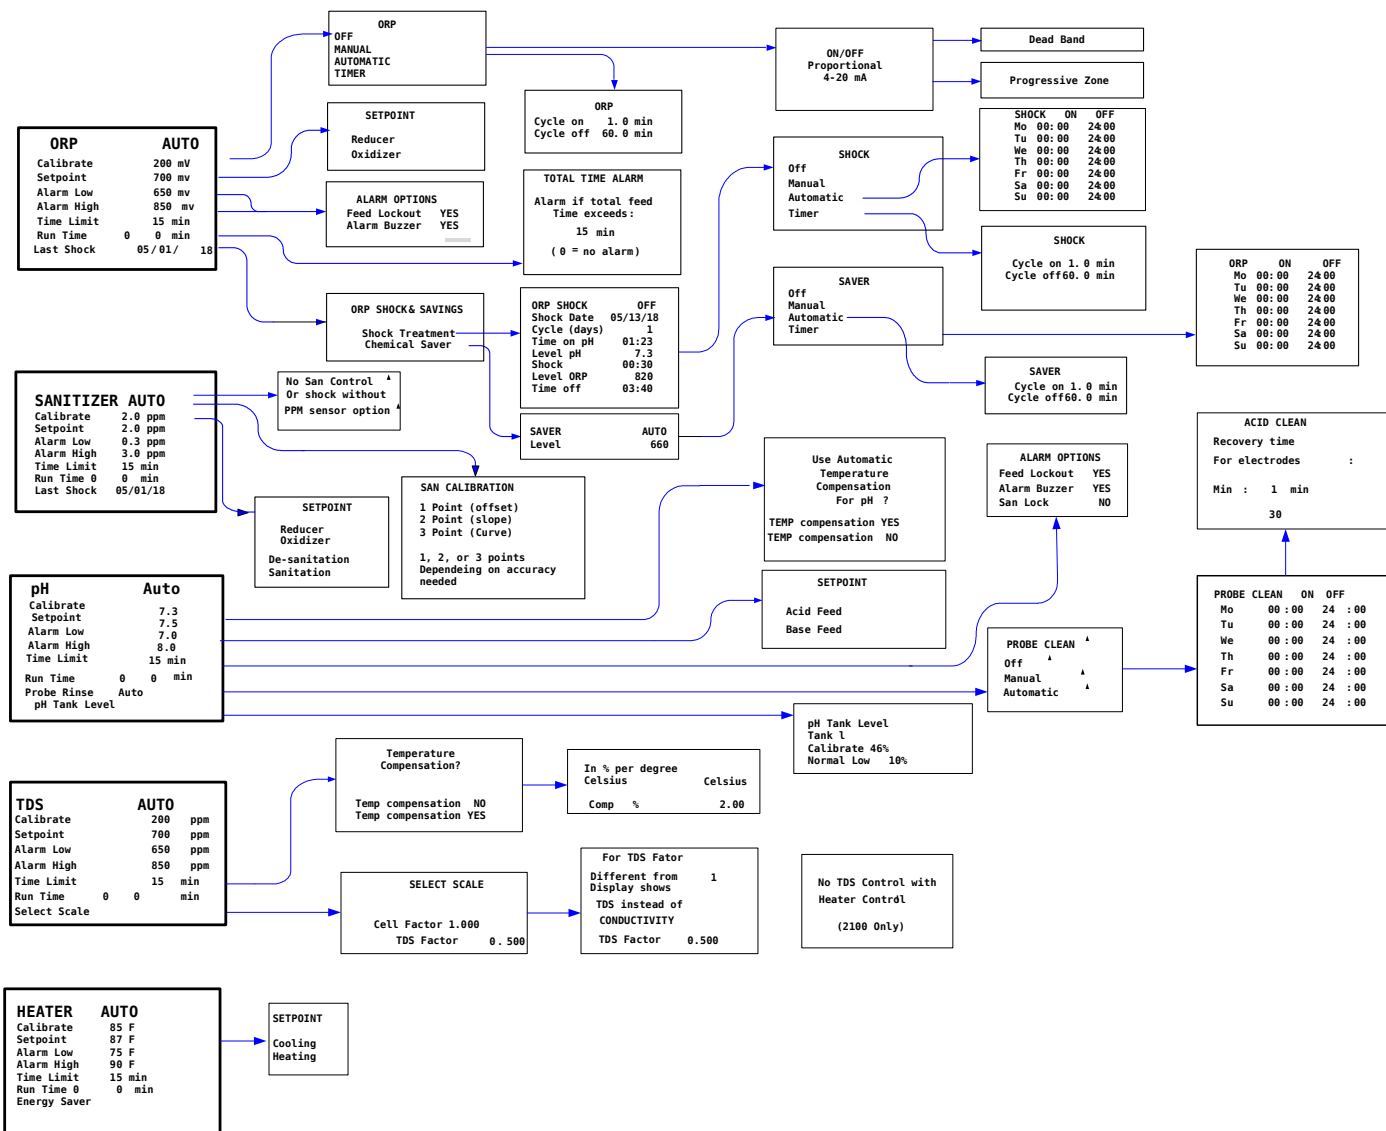 ORP
OFF
MANUAL
AUTOMATIC
TIMER
ON/OFF
Proportional
4-20 mA
Dead Band
Progressive Zone
ORP
Cycle on 1.0 min
Cycle off 60.0 min
SETPOINT
Reducer
Oxidizer
ORP AUTO
Calibrate 200 mV
Setpoint 700 mv
Alarm Low 650 mv
Alarm High 850 mv
Time Limit 15 min
Run Time 0 0 min
Last Shock 05/01/ 18
ALARM OPTIONS
Feed Lockout YES
Alarm Buzzer YES
TOTAL TIME ALARM
Alarm if total feed
Time exceeds:
15 min
(0 = no alarm)
SHOCK
Off
Manual
Automatic
Timer
SHOCK ON OFF
Mo 00:00 24:00
Tu 00:00 24:00
We 00:00 24:00
Th 00:00 24:00
Fr 00:00 24:00
Sa 00:00 24:00
Su 00:00 24:00
SHOCK
Cycle on 1.0 min
Cycle off60.0 min
ORP SHOCK& SAVINGS
Shock Treatment
Chemical Saver
ORP SHOCK OFF
Shock Date 05/13/18
Cycle (days) 1
Time on pH 01:23
Level pH 7.3
Shock 00:30
Level ORP 820
Time off 03:40
SAVER
Off
Manual
Automatic
Timer
ORP ON OFF
Mo 00:00 24:00
Tu 00:00 24:00
We 00:00 24:00
Th 00:00 24:00
Fr 00:00 24:00
Sa 00:00 24:00
Su 00:00 24:00
SAVER
Cycle on 1.0 min
Cycle off60.0 min
SAVER AUTO
Level 660
SANITIZER AUTO
Calibrate 2.0 ppm
Setpoint 2.0 ppm
Alarm Low 0.3 ppm
Alarm High 3.0 ppm
Time Limit 15 min
Run Time 0 0 min
Last Shock 05/01/18
No San Control
Or shock without
PPM sensor option
SAN CALIBRATION
1 Point (offset)
2 Point (slope)
3 Point (Curve)
1, 2, or 3 points
Dependeing on accuracy
needed
SETPOINT
Reducer
Oxidizer
De-sanitation
Sanitation
Use Automatic
Temperature
Compensation
For pH ?
TEMP compensation YES
TEMP compensation NO
ALARM OPTIONS
Feed Lockout YES
Alarm Buzzer YES
San Lock NO
ACID CLEAN
Recovery time
For electrodes :
Min : 1 min
30
pH Auto
Calibrate 7.3
Setpoint 7.5
Alarm Low 7.0
Alarm High 8.0
Time Limit 15 min
Run Time 0 0 min
Probe Rinse Auto
pH Tank Level
SETPOINT
Acid Feed
Base Feed
PROBE CLEAN
Off
Manual
Automatic
PROBE CLEAN ON OFF
Mo 00:00 24 :00
Tu 00:00 24 :00
We 00:00 24 :00
Th 00:00 24 :00
Fr 00:00 24 :00
Sa 00:00 24 :00
Su 00:00 24 :00
pH Tank Level
Tank l
Calibrate 46%
Normal Low 10%
TDS AUTO
Calibrate 200 ppm
Setpoint 700 ppm
Alarm Low 650 ppm
Alarm High 850 ppm
Time Limit 15 min
Run Time 0 0 min
Select Scale
Temperature
Compensation?
Temp compensation NO
Temp compensation YES
In % per degree
Celsius Celsius
Comp % 2.00
SELECT SCALE
Cell Factor 1.000
TDS Factor 0.500
For TDS Fator
Different from 1
Display shows
TDS instead of
CONDUCTIVITY
TDS Factor 0.500
No TDS Control with
Heater Control
(2100 Only)
HEATER AUTO
Calibrate 85 F
Setpoint 87 F
Alarm Low 75 F
Alarm High 90 F
Time Limit 15 min
Run Time 0 0 min
Energy Saver
SETPOINT
Cooling
Heating